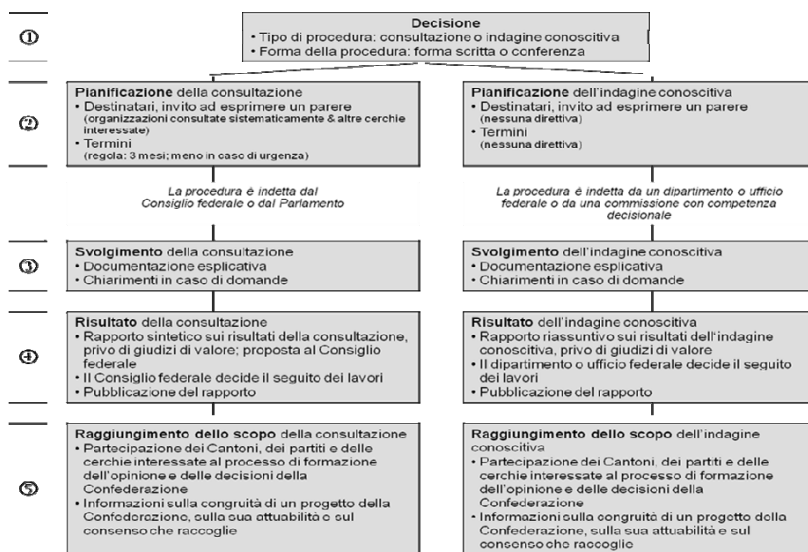 ①
Decisione
• Tipo di procedura: consultazione o indagine conoscitiva
• Forma della procedura: forma scritta o conferenza
②
Pianificazione della consultazione
• Destinatari, invito ad esprimere un parere
(organizzazioni consultate sistematicamente & altre cerchie
interessate)
• Termini
(regola: 3 mesi; meno in caso di urgenza)
Pianificazione dell'indagine conoscitiva
• Destinatari, invito ad esprimere un parere
(nessuna direttiva)
• Termini
(nessuna direttiva)
La procedura è indetta dal
Consiglio federale o dal Parlamento
La procedura è indetta da un dipartimento o ufficio
federale o da una commissione con competenza
decisionale
③
Svolgimento della consultazione
• Documentazione esplicativa
• Chiarimenti in caso di domande
Svolgimento dell'indagine conoscitiva
• Documentazione esplicativa
• Chiarimenti in caso di domande
④
Risultato della consultazione
• Rapporto sintetico sui risultati della consultazione,
privo di giudizi di valore; proposta al Consiglio
federale
• Il Consiglio federale decide il seguito dei lavori
• Pubblicazione del rapporto
Risultato dell'indagine conoscitiva
• Rapporto riassuntivo sui risultati dell'indagine
conoscitiva, privo di giudizi di valore
• Il dipartimento o ufficio federale decide il seguito
dei lavori
• Pubblicazione del rapporto
⑤
Raggiungimento dello scopo della consultazione
• Partecipazione dei Cantoni, dei partiti e delle
cerchie interessate al processo di formazione
dell'opinione e delle decisioni della
Confederazione
• Informazioni sulla congruità di un progetto della
Confederazione, sulla sua attuabilità e sul
consenso che raccoglie
Raggiungimento dello scopo dell'indagine
conoscitiva
• Partecipazione dei Cantoni, dei partiti e delle
cerchie interessate al processo di formazione
dell'opinione e delle decisioni della
Confederazione
• Informazioni sulla congruità di un progetto della
Confederazione, sulla sua attuabilità e sul
consenso che raccoglie